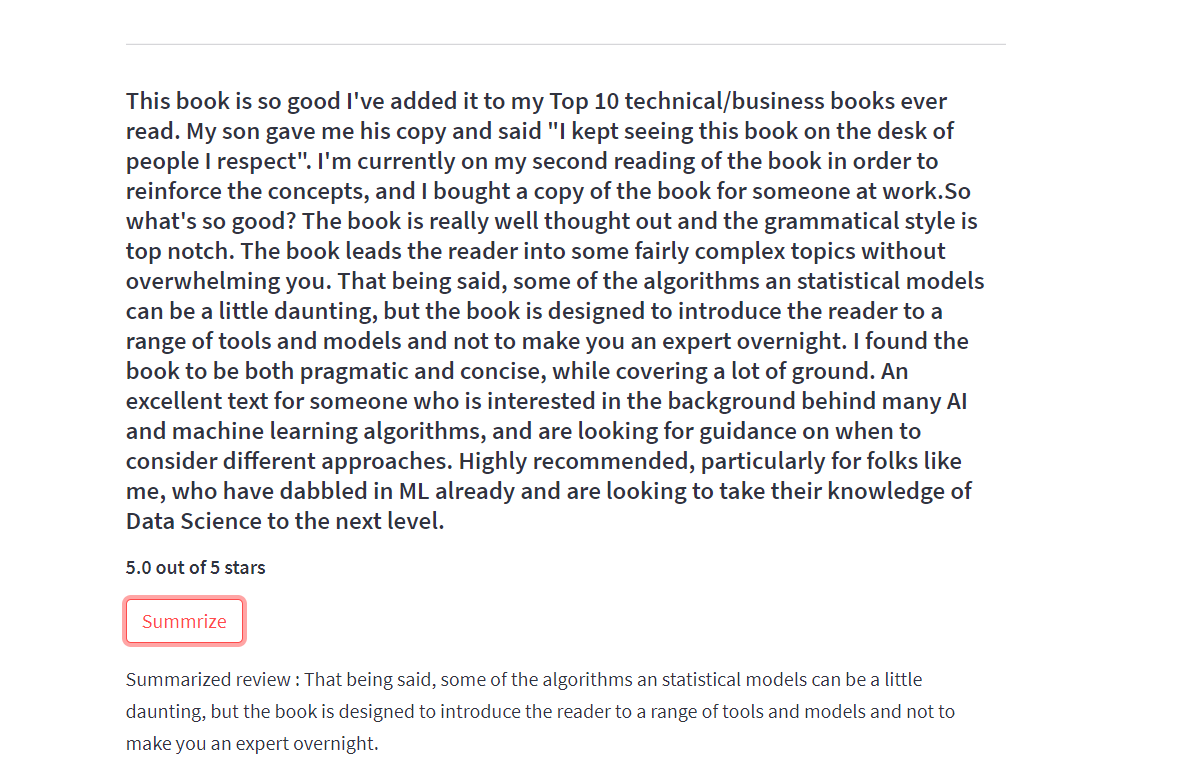 This book is so good I've added it to my Top 10 technical/business books ever
read. My son gave me his copy and said "I kept seeing this book on the desk of
people I respect". I'm currently on my second reading of the book in order to
reinforce the concepts, and I bought a copy of the book for someone at work.So
what's so good? The book is really well thought out and the grammatical style is
top notch. The book leads the reader into some fairly complex topics without
overwhelming you. That being said, some of the algorithms an statistical models
can be a little daunting, but the book is designed to introduce the reader to a
range of tools and models and not to make you an expert overnight. I found the
book to be both pragmatic and concise, while covering a lot of ground. An
excellent text for someone who is interested in the background behind many AI
and machine learning algorithms, and are looking for guidance on when to
consider different approaches. Highly recommended, particularly for folks like
me, who have dabbled in ML already and are looking to take their knowledge of
Data Science to the next level.
5.0 out of 5 stars
Summrize
Summarized review : That being said, some of the algorithms an statistical models can be a little
daunting, but the book is designed to introduce the reader to a range of tools and models and not to
make you an expert overnight.